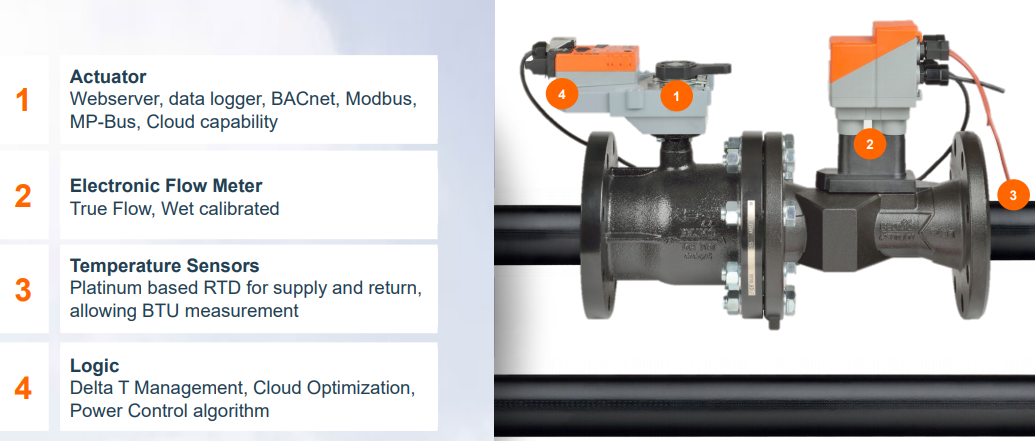 1
Actuator
Webserver, data logger, BACnet, Modbus,
MP-Bus, Cloud capability
2
Electronic Flow Meter
True Flow, Wet calibrated
3
Temperature Sensors
Platinum based RTD for supply and return,
allowing BTU measurement
4
Logic
Delta T Management, Cloud Optimization,
Power Control algorithm
4
1
2
3